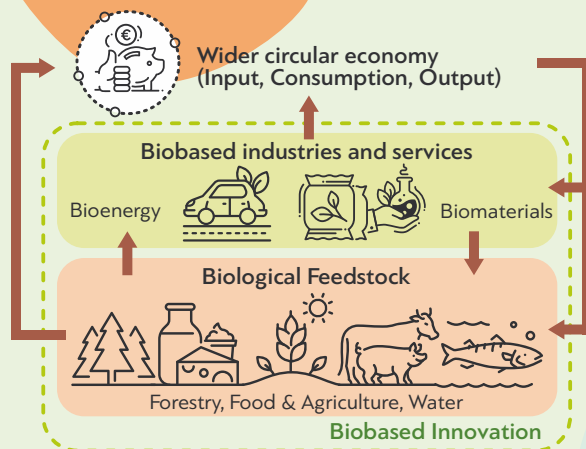 €
Wider circular economy
(Input, Consumption, Output)
Biobased industries and services
Bioenergy
Biomaterials
Biological Feedstock
Forestry, Food & Agriculture, Water
Biobased Innovation